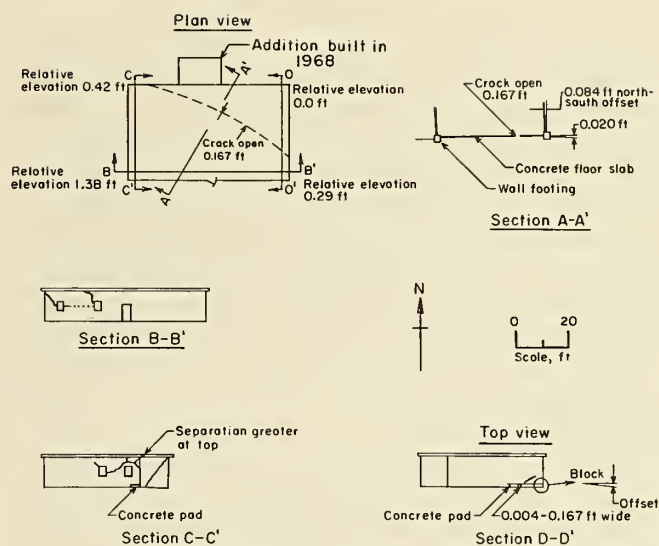 Plan view
Addition built in
1968
Relative
elevation 0.42 ft
C
A'
O
Relative
elevation
0.0 ft
Crack open
0.167 ft
Relative
elevation 1.38 ft
B
B'
C'
A
O'
Relative elevation
0.29 ft
Crack open
0.167 ft
0.084 ft north-
south offset
0.020 ft
Concrete floor slab
Wall footing
Section A-A'
Section B-B'
N
0 20
Scole, ft
Separation greoter
at top
Concrete pad
Section C-C'
Top view
Block
Offset
Concrete pad
0.004-0.167 ft wide
Section D-D'